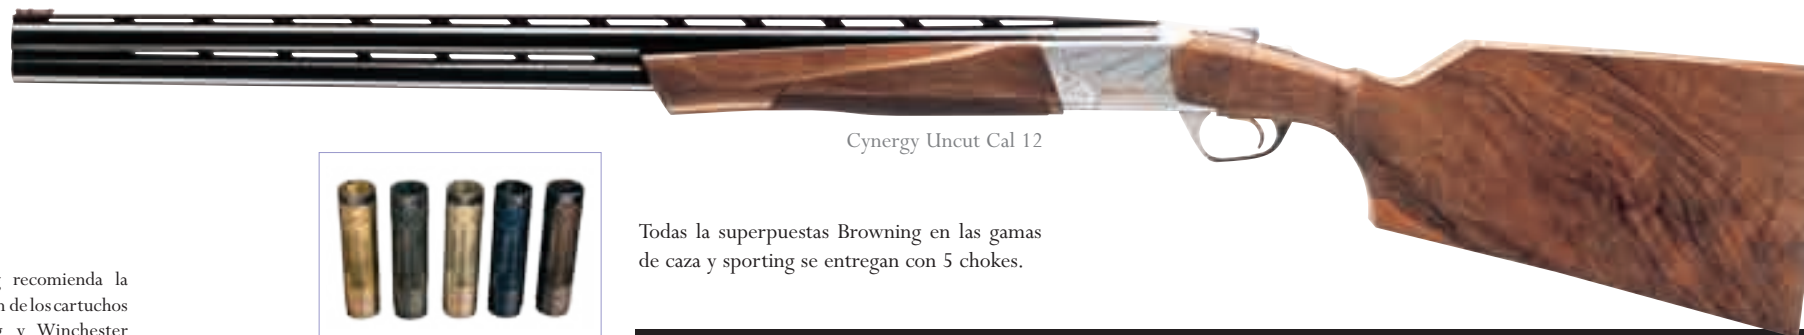 Cynergy Uncut Cal 12
Todas la superpuestas Browning en las gamas
de caza y sporting se entregan con 5 chokes.
recomienda la
de los cartuchos
y Winchester